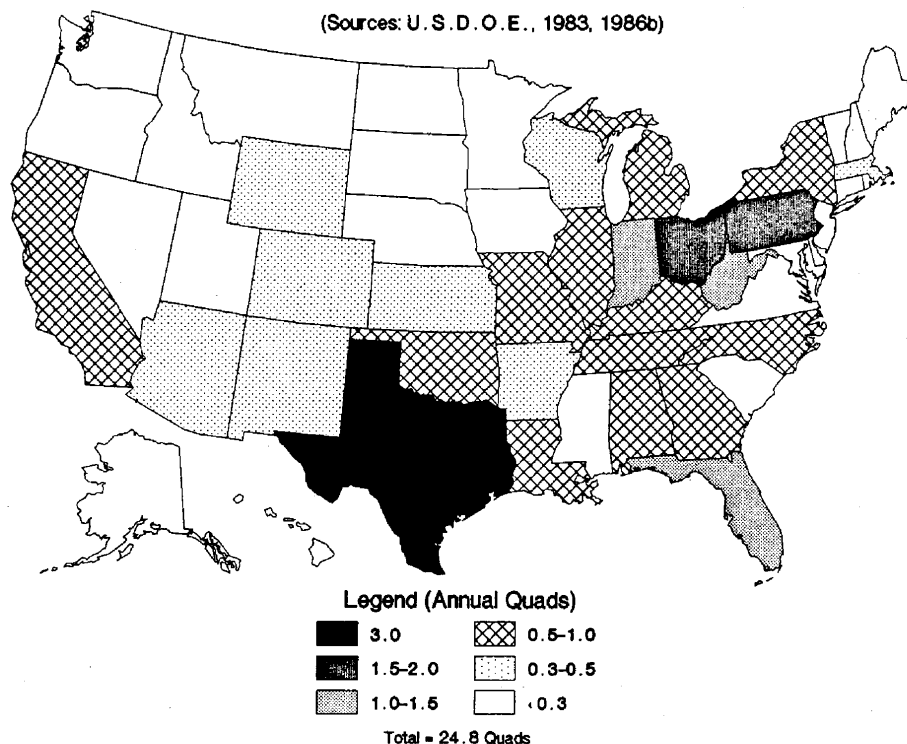 (Sources: U.S.D.O.E., 1983, 1986b)
Legend (Annual Quads)
3.0 0.5–1.0
1.5–2.0 0.3–0.5
1.0–1.5 <0.3
Total = 24.8 Quads